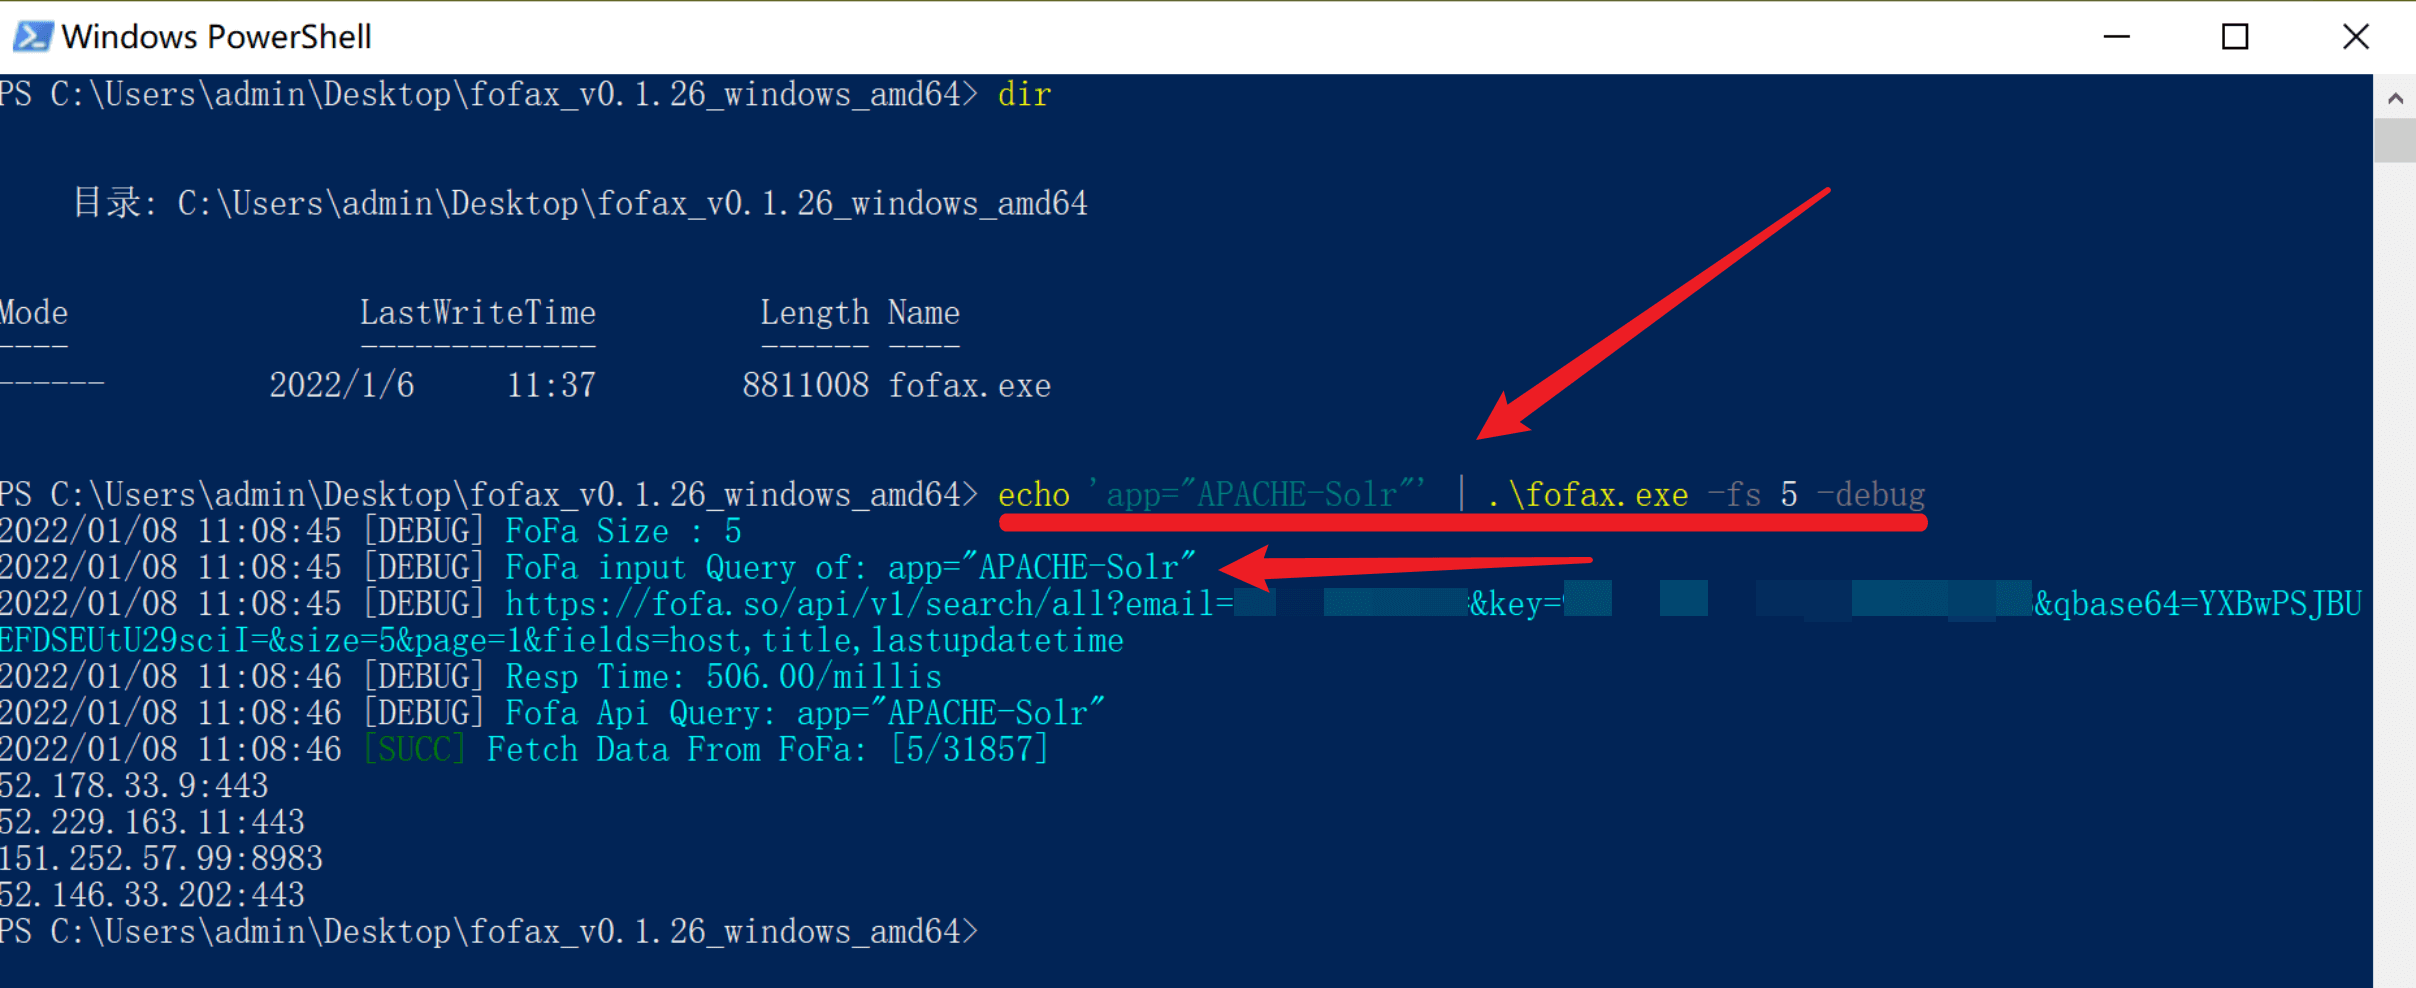 Windows PowerShell
PS C:\Users\admin\Desktop\fofax_v0.1.26_windows_amd64> dir
目录: C:\Users\admin\Desktop\fofax_v0.1.26_windows_amd64
Mode LastWriteTime Length Name
---- ------------- ------ ----
------ 2022/1/6 11:37 8811008 fofax.exe
PS C:\Users\admin\Desktop\fofax_v0.1.26_windows_amd64> echo 'app="APACHE-Solr"' | .\fofax.exe -fs 5 -debug
2022/01/08 11:08:45 [DEBUG] FoFa Size : 5
2022/01/08 11:08:45 [DEBUG] FoFa input Query of: app="APACHE-Solr"
2022/01/08 11:08:45 [DEBUG] https://fofa.so/api/v1/search/all?email= &key= &qbase64=YXBwPSJBU
EFDSEUtU29sciI=&size=5&page=1&fields=host,title,lastupdatetime
2022/01/08 11:08:46 [DEBUG] Resp Time: 506.00/millis
2022/01/08 11:08:46 [DEBUG] Fofa Api Query: app="APACHE-Solr"
2022/01/08 11:08:46 [SUCC] Fetch Data From FoFa: [5/31857]
52.178.33.9:443
52.229.163.11:443
151.252.57.99:8983
52.146.33.202:443
PS C:\Users\admin\Desktop\fofax_v0.1.26_windows_amd64>